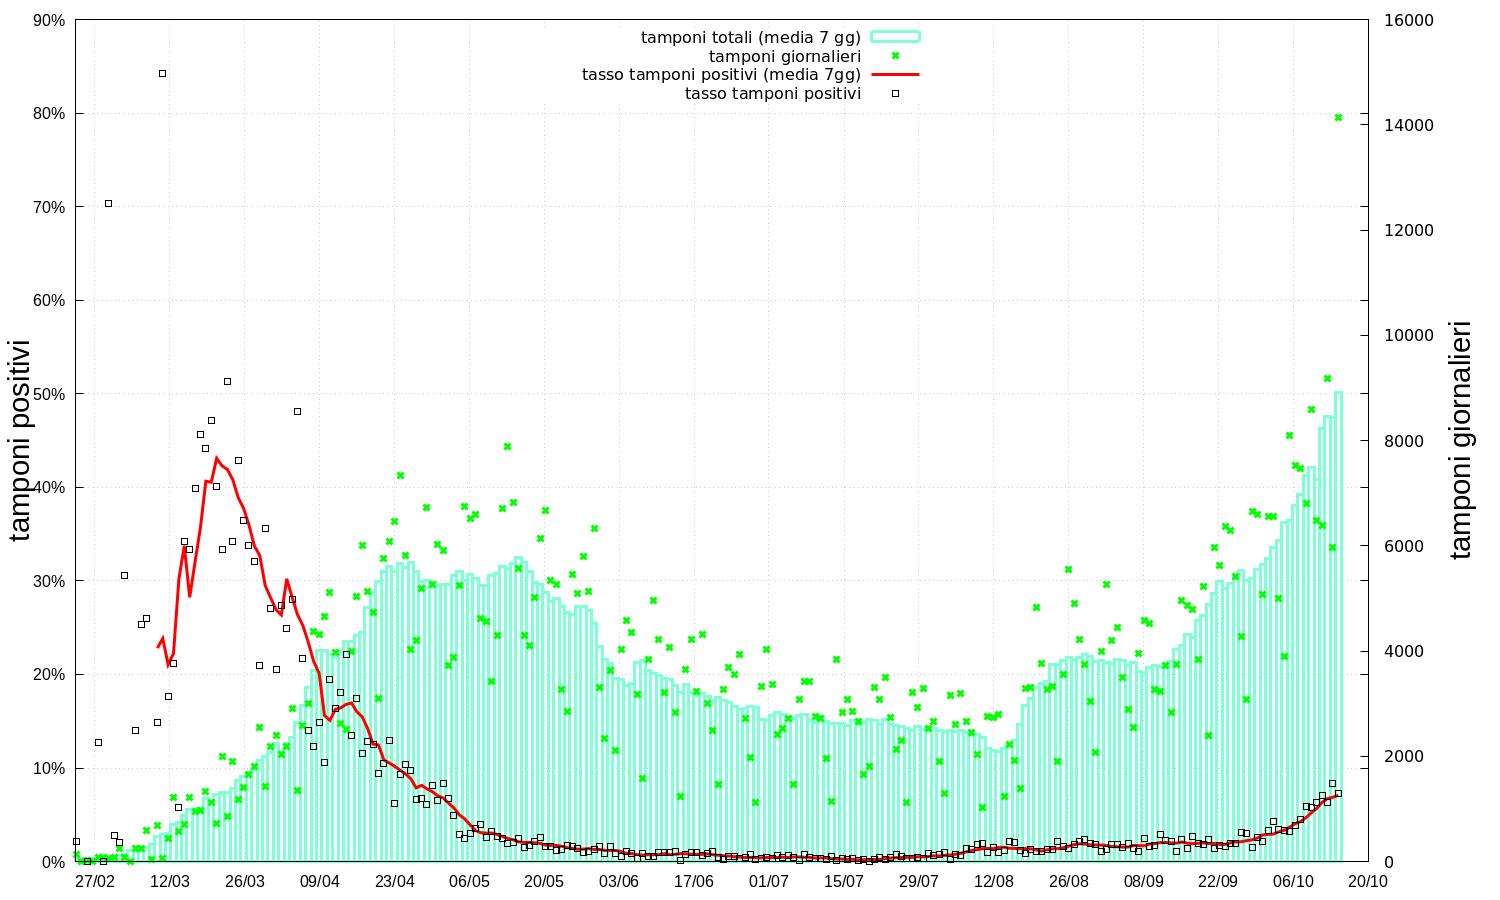 tamponi totali (media 7 gg)
tamponi giornalieri
tasso tamponi positivi (media 7gg)
tasso tamponi positivi
tamponi positivi
90%
80%
70%
60%
50%
40%
30%
20%
10%
0%
tamponi giornalieri
16000
14000
12000
10000
8000
6000
4000
2000
0
27/02 12/03 26/03 09/04 23/04 06/05 20/05 03/06 17/06 01/07 15/07 29/07 12/08 26/08 08/09 22/09 06/10 20/10